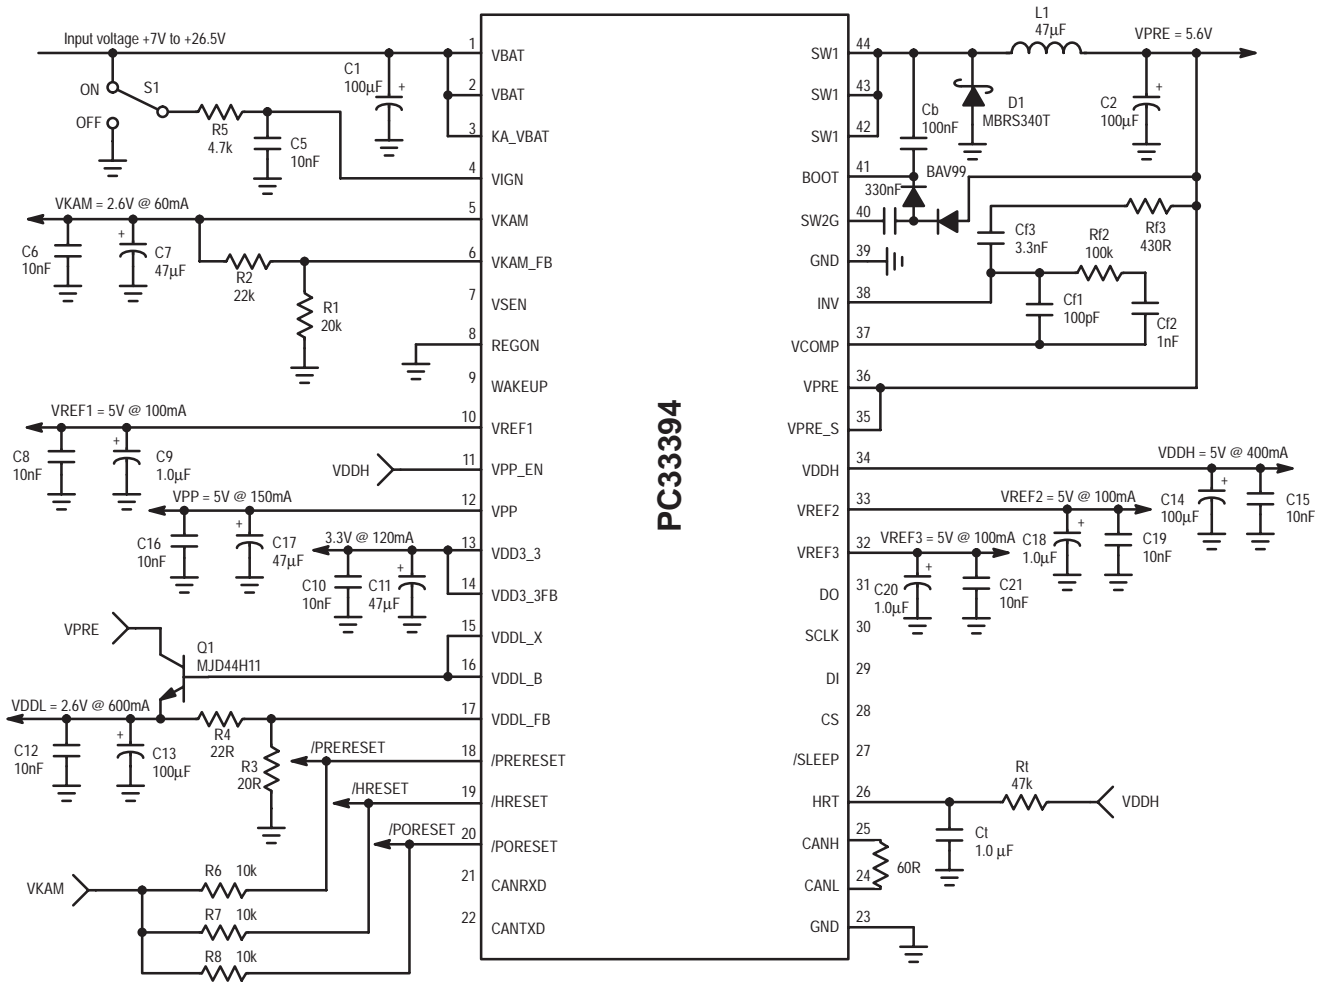 Input voltage +7V to +26.5V
ON
S1
OFF
R5
4.7k
C5
10nF
C1
100µF
+
1
VBAT
2
VBAT
3
KA_VBAT
4
VIGN
VKAM = 2.6V @ 60mA
5
VKAM
C6
10nF
+
C7
47µF
R2
22k
6
VKAM_FB
R1
20k
7
VSEN
8
REGON
9
WAKEUP
VREF1 = 5V @ 100mA
10
VREF1
C8
10nF
+
C9
1.0µF
VDDH
11
VPP_EN
VPP = 5V @ 150mA
12
VPP
C16
10nF
+
C17
47µF
3.3V @ 120mA
13
VDD3_3
C10
10nF
+
C11
47µF
14
VDD3_3FB
VPRE
15
VDDL_X
Q1
MJD44H11
16
VDDL_B
VDDL = 2.6V @ 600mA
17
VDDL_FB
C12
10nF
+
C13
100µF
R4
22R
R3
20R
/PRERESET
18
/PRERESET
/HRESET
19
/HRESET
/PORESET
20
/PORESET
VKAM
R6 10k
R7 10k
R8 10k
21
CANRXD
22
CANTXD
PC33394
SW1
44
L1
47µF
VPRE = 5.6V
SW1
43
Cb
100nF
D1
MBRS340T
C2
100µF
+
SW1
42
BOOT
41
BAV99
330nF
SW2G
40
Cf3
3.3nF
Rf3
430R
Rf2
100k
GND
39
INV
38
Cf1
100pF
Cf2
1nF
VCOMP
37
VPRE
36
VPRE_S
35
VDDH
34
VDDH = 5V @ 400mA
VREF2
33
VREF2 = 5V @ 100mA
C14
100µF
+
C15
10nF
VREF3
32
VREF3 = 5V @ 100mA
C18
1.0µF
+
C19
10nF
DO
31
C20
1.0µF
+
C21
10nF
SCLK
30
DI
29
CS
28
/SLEEP
27
HRT
26
Rt
47k
VDDH
Ct
1.0 µF
CANH
25
60R
CANL
24
GND
23